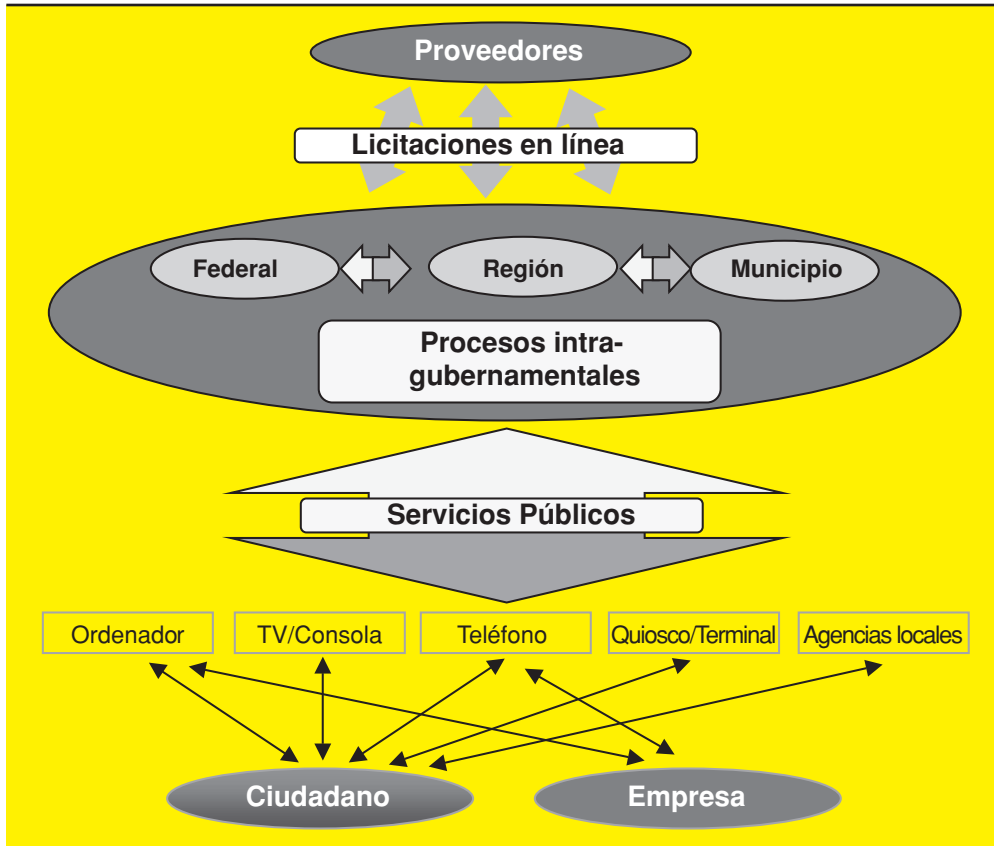 Proveedores
Licitaciones en línea
Federal
Región
Municipio
Procesos intra-
gubernamentales
Servicios Públicos
Ordenador
TV/Consola
Teléfono
Quiosco/Terminal
Agencias locales
Ciudadano
Empresa